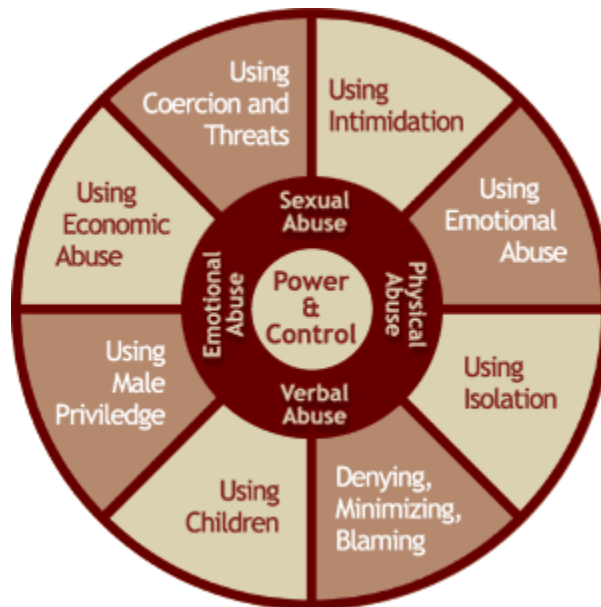 Using
Coercion and
Threats
Using
Intimidation
Using
Emotional
Abuse
Using
Isolation
Denying,
Minimizing,
Blaming
Using
Children
Using
Male
Priviledge
Using
Economic
Abuse
Sexual
Abuse
Physical
Abuse
Verbal
Abuse
Emotional
Abuse
Power
&
Control